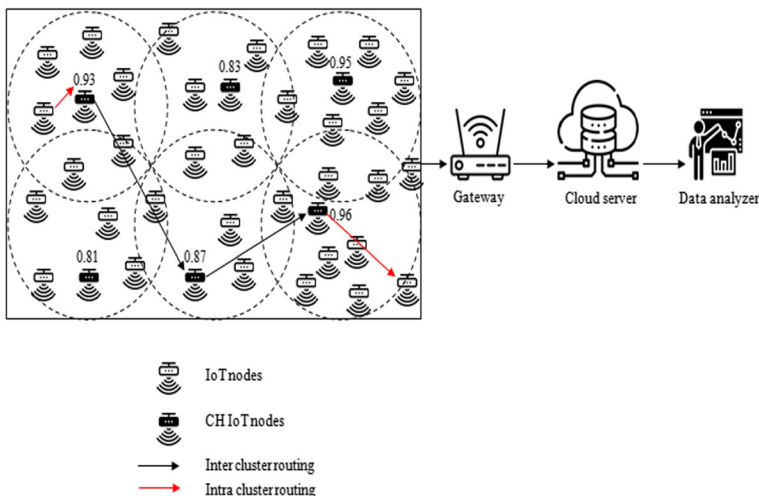 0.93
0.83
0.95
0.81
0.87
0.96
Gateway
Cloud server
Data analyzer
IoT nodes
CH IoT nodes
Inter cluster routing
Intra cluster routing